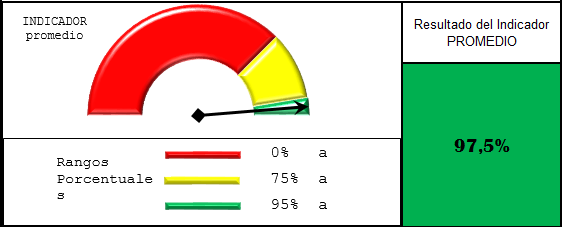 INDICADOR
promedio
Resultado del Indicador
PROMEDIO
97,5%
Rangos
Porcentuale
s
0% a
75% a
95% a